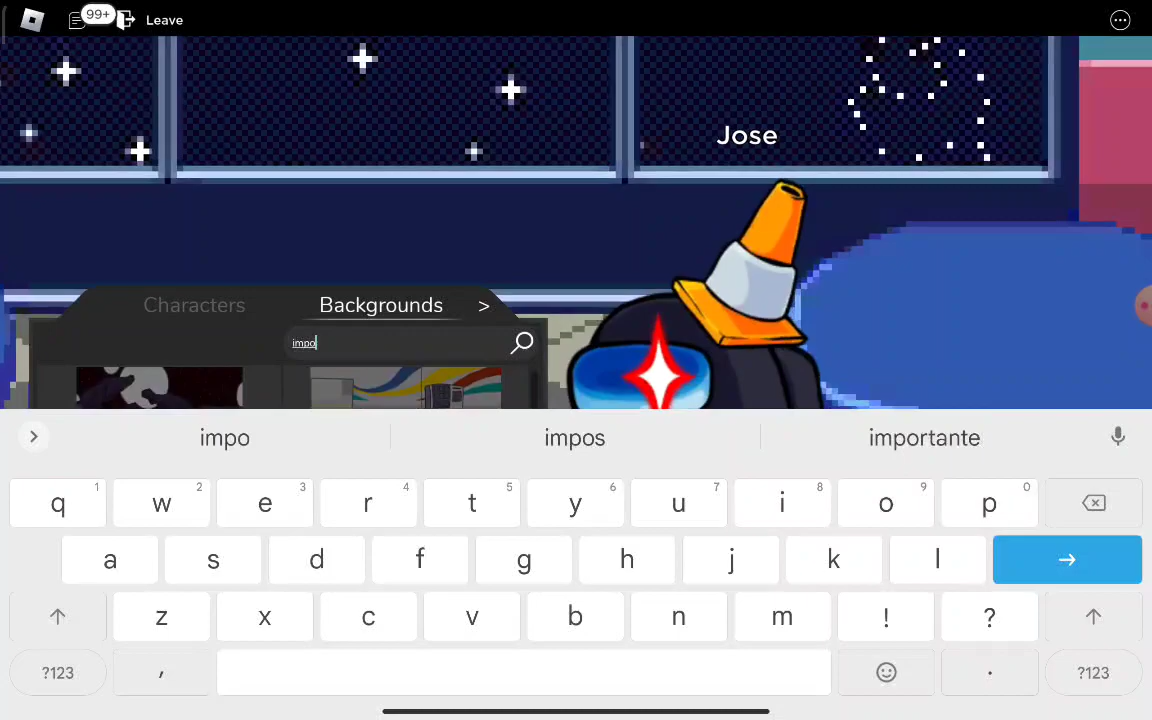 99+
Leave
Jose
Characters Backgrounds >
impo
impo impos importante
q 1 w 2 e 3 r 4 t 5 y 6 u 7 i 8 o 9 p 0
a s d f g h j k l
z x c v b n m ! ?
?123 , . ?123